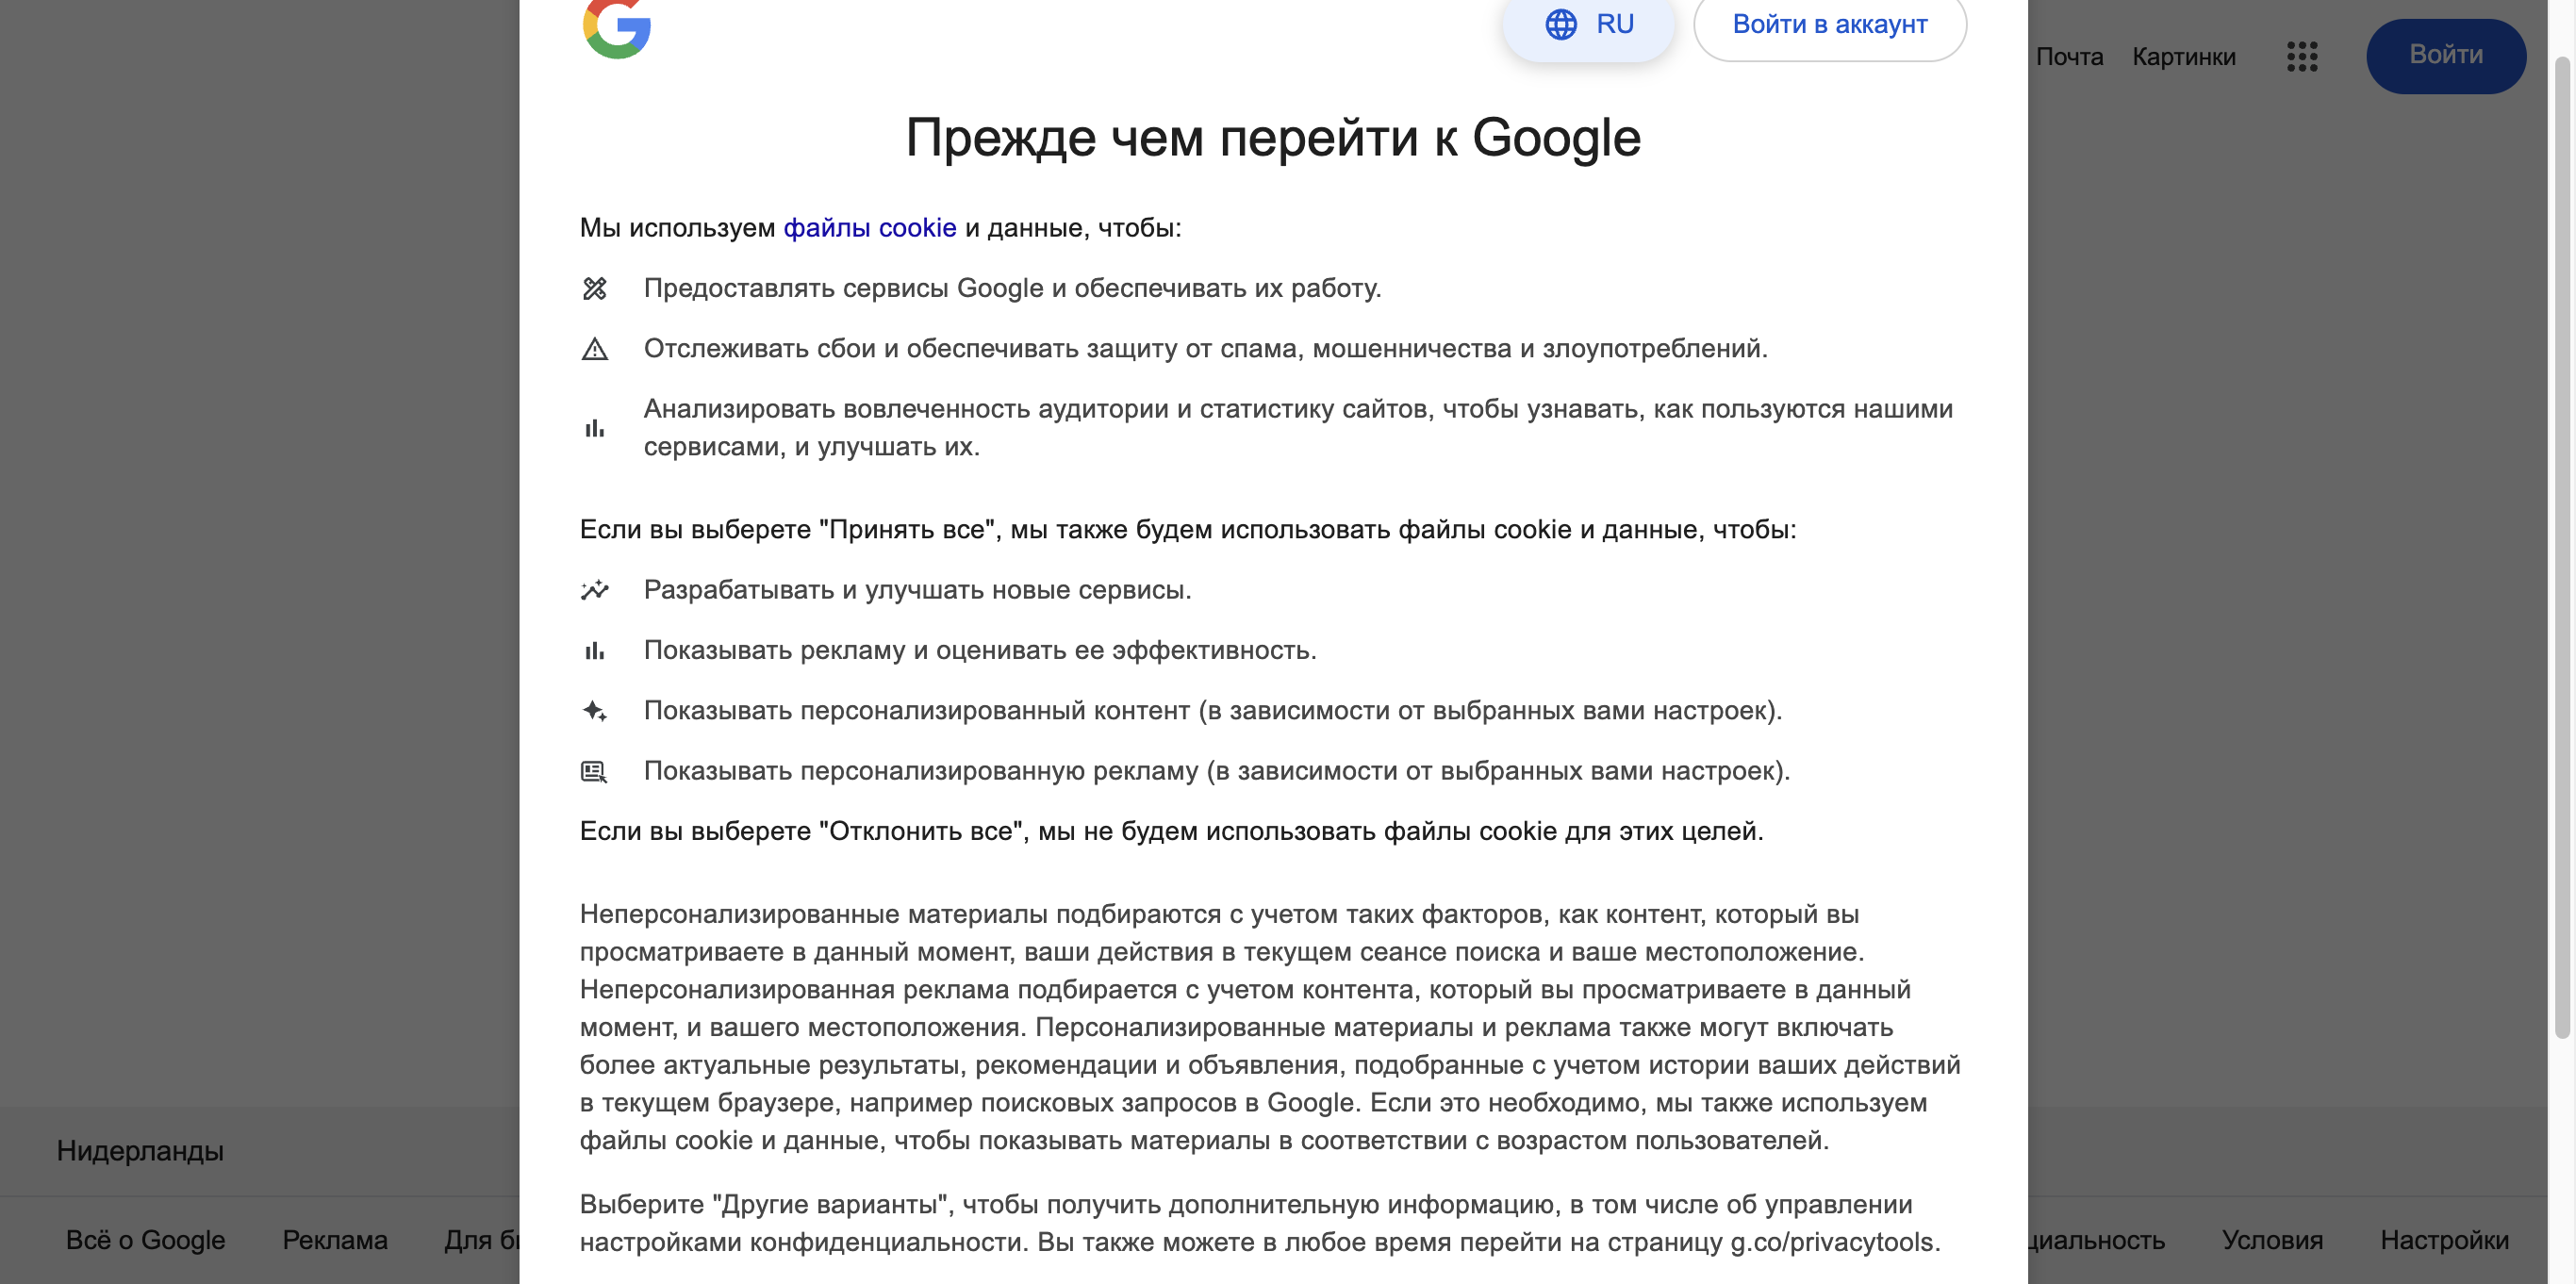 RU
Войти в аккаунт
Почта
Картинки
Войти
Прежде чем перейти к Google
Мы используем файлы cookie и данные, чтобы:
Предоставлять сервисы Google и обеспечивать их работу.
Отслеживать сбои и обеспечивать защиту от спама, мошенничества и злоупотреблений.
Анализировать вовлеченность аудитории и статистику сайтов, чтобы узнавать, как пользуются нашими
сервисами, и улучшать их.
Если вы выберете "Принять все", мы также будем использовать файлы cookie и данные, чтобы:
Разрабатывать и улучшать новые сервисы.
Показывать рекламу и оценивать ее эффективность.
Показывать персонализированный контент (в зависимости от выбранных вами настроек).
Показывать персонализированную рекламу (в зависимости от выбранных вами настроек).
Если вы выберете "Отклонить все", мы не будем использовать файлы cookie для этих целей.
Неперсонализированные материалы подбираются с учетом таких факторов, как контент, который вы
просматриваете в данный момент, ваши действия в текущем сеансе поиска и ваше местоположение.
Неперсонализированная реклама подбирается с учетом контента, который вы просматриваете в данный
момент, и вашего местоположения. Персонализированные материалы и реклама также могут включать
более актуальные результаты, рекомендации и объявления, подобранные с учетом истории ваших действий
в текущем браузере, например поисковых запросов в Google. Если это необходимо, мы также используем
файлы cookie и данные, чтобы показывать материалы в соответствии с возрастом пользователей.
Выберите "Другие варианты", чтобы получить дополнительную информацию, в том числе об управлении
настройками конфиденциальности. Вы также можете в любое время перейти на страницу g.co/privacytools.
Нидерланды
Всё о Google
Реклама
Для
циальность
Условия
Настройки